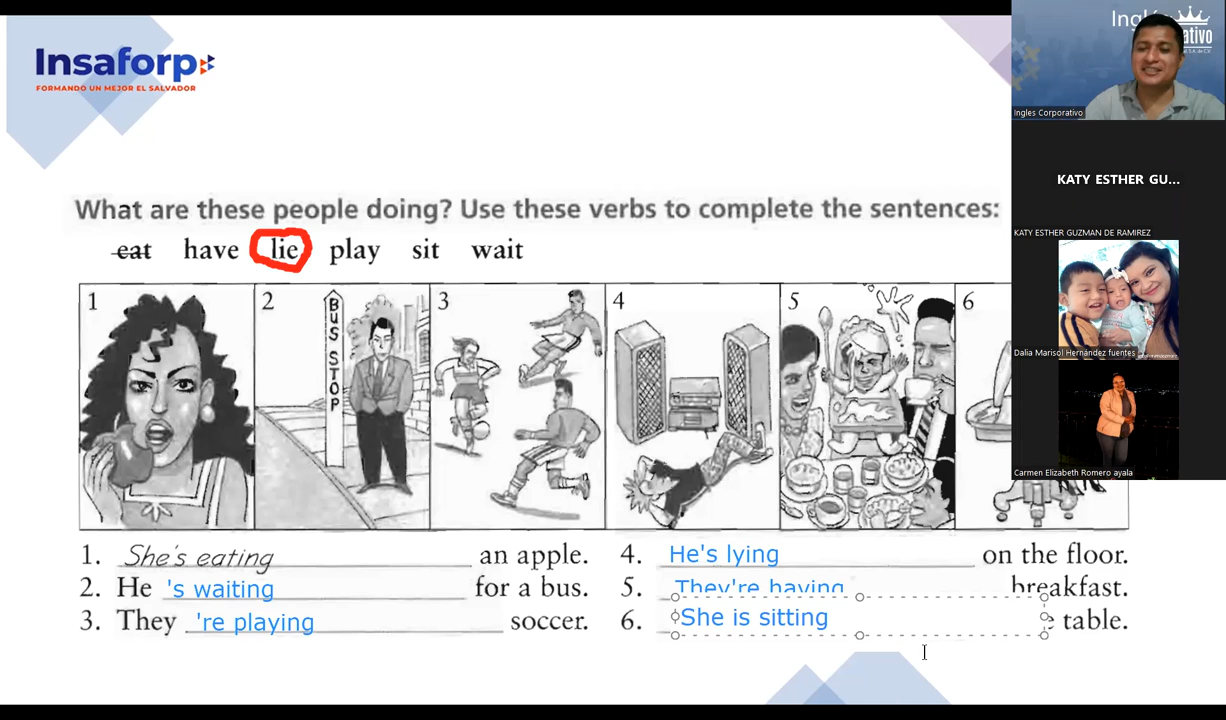 Insaforp
FORMANDO UN MEJOR EL SALVADOR
Ingles Corporativo
KATY ESTHER GU...
KATY ESTHER GUZMAN DE RAMIREZ
Dalia Marisol Hernández fuentes
Carmen Elizabeth Romero ayala
What are these people doing? Use these verbs to complete the sentences:
eat have lie play sit wait
1 2 3 4 5 6
BUS STOP
1. She's eating an apple.
2. He 's waiting for a bus.
3. They 're playing soccer.
4. He's lying on the floor.
5. They're having breakfast.
6. She is sitting table.